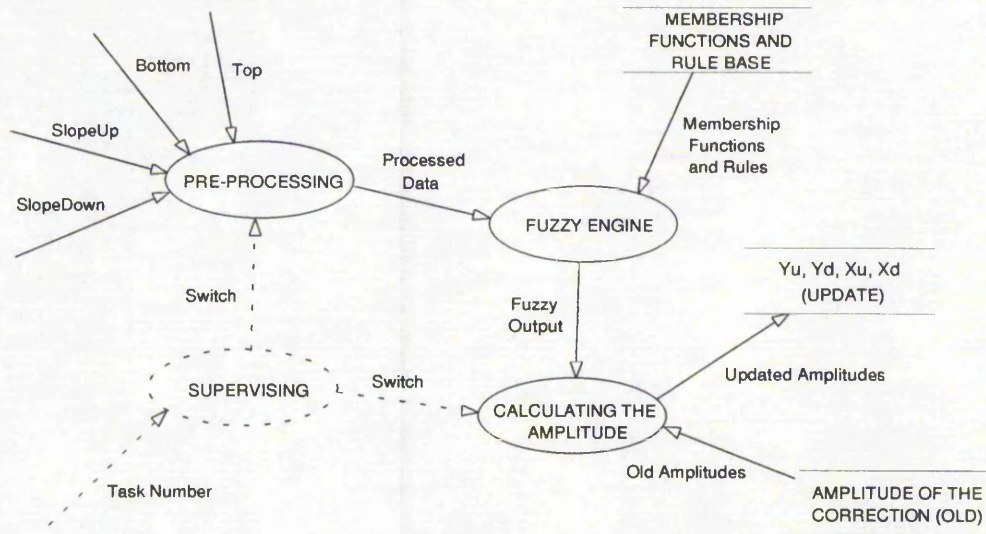 MEMBERSHIP
FUNCTIONS AND
RULE BASE
Bottom
Top
SlopeUp
Membership
Functions
and Rules
Processed
Data
PRE-PROCESSING
SlopeDown
FUZZY ENGINE
Yu, Yd, Xu, Xd
(UPDATE)
Switch
Fuzzy
Output
SUPERVISING
Switch
Updated Amplitudes
CALCULATING THE
AMPLITUDE
Old Amplitudes
Task Number
AMPLITUDE OF THE
CORRECTION (OLD)